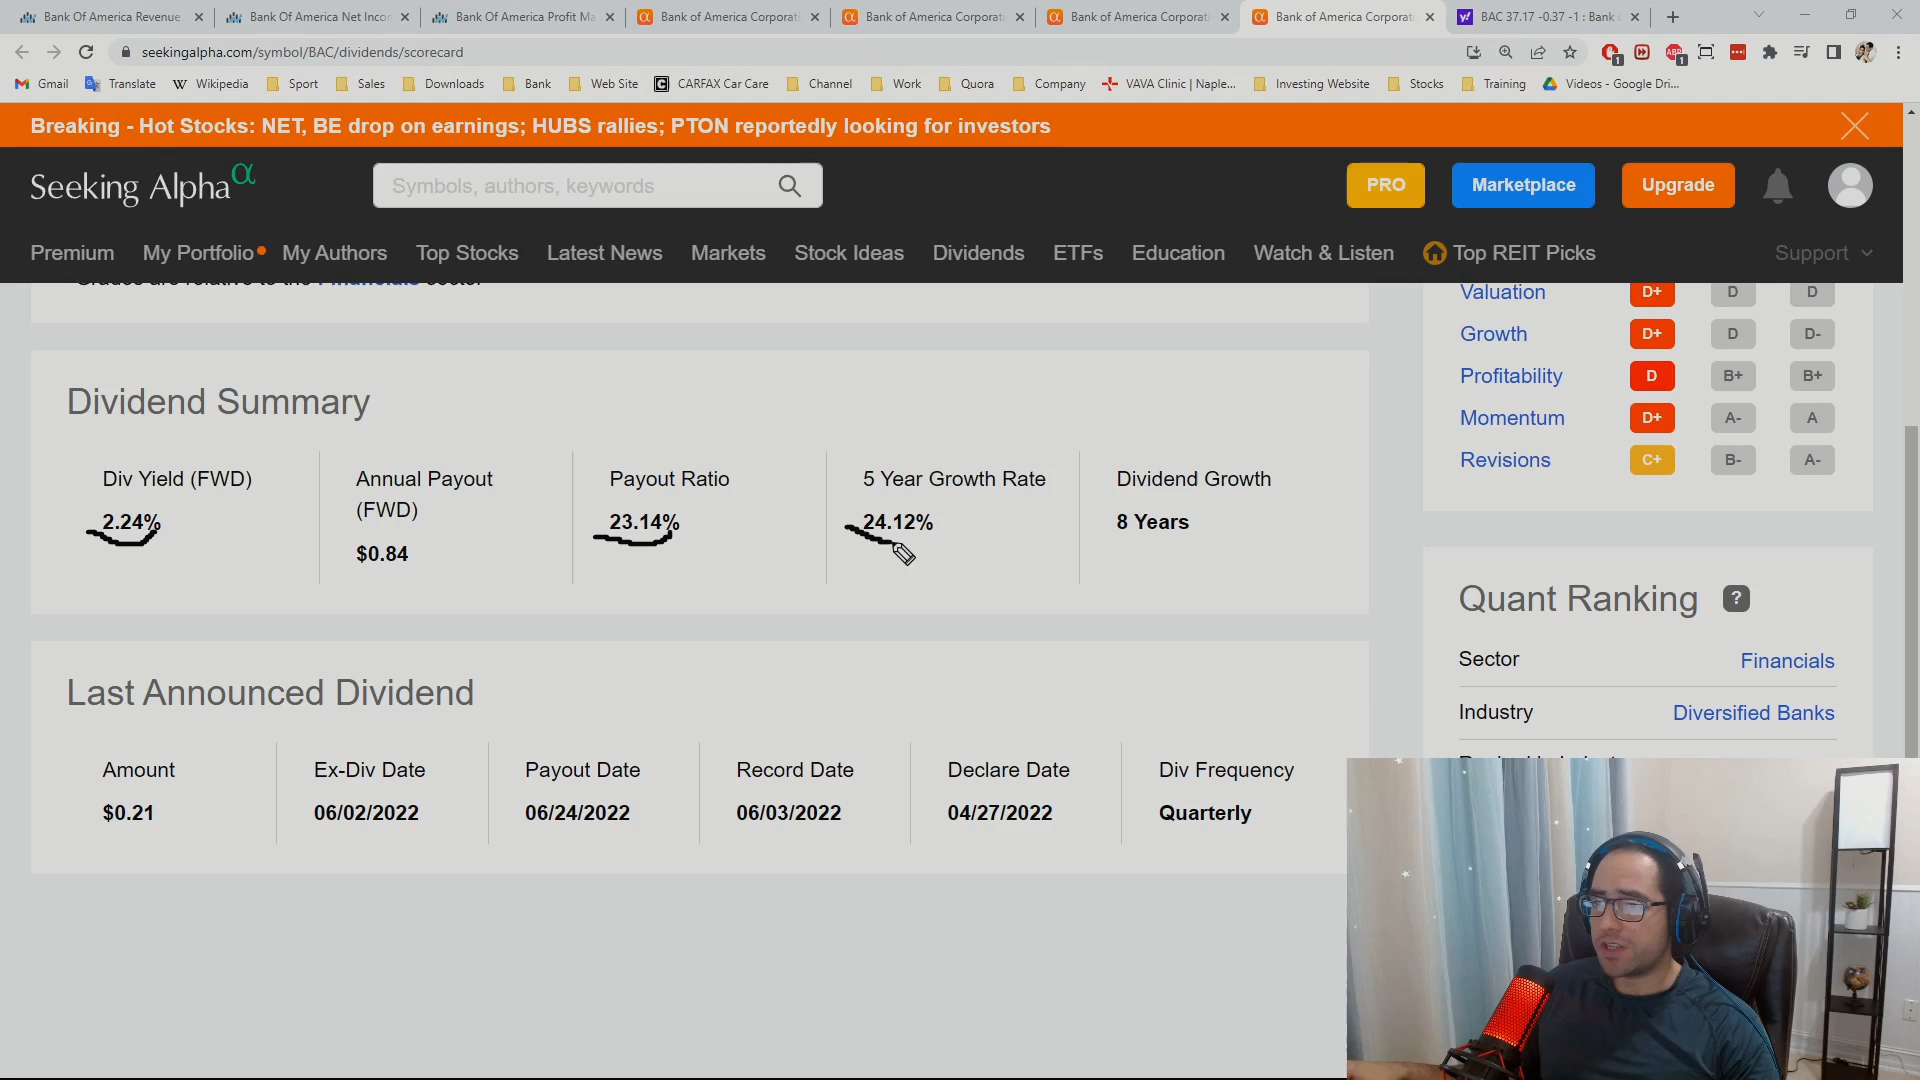 Bank Of America Revenue
Bank Of America Net Incor
Bank Of America Profit Ma
Bank of America Corporati
Bank of America Corporati
Bank of America Corporati
Bank of America Corporati
BAC 37.17 -0.37 -1 : Bank
seekingalpha.com/symbol/BAC/dividends/scorecard
Gmail Translate Wikipedia Sport Sales Downloads Bank Web Site CARFAX Car Care Channel Work Quora Company VAVA Clinic | Naple... Investing Website Stocks Training Videos - Google Dri...
Breaking - Hot Stocks: NET, BE drop on earnings; HUBS rallies; PTON reportedly looking for investors
Seeking Alpha α
Symbols, authors, keywords
PRO
Marketplace
Upgrade
Premium My Portfolio My Authors Top Stocks Latest News Markets Stock Ideas Dividends ETFs Education Watch & Listen Top REIT Picks Support
Grades are relative to the Financials sector
Dividend Summary
Div Yield (FWD)
2.24%
Annual Payout
(FWD)
$0.84
Payout Ratio
23.14%
5 Year Growth Rate
24.12%
Dividend Growth
8 Years
Last Announced Dividend
Amount
$0.21
Ex-Div Date
06/02/2022
Payout Date
06/24/2022
Record Date
06/03/2022
Declare Date
04/27/2022
Div Frequency
Quarterly
Valuation D+ D D
Growth D+ D D-
Profitability D B+ B+
Momentum D+ A- A
Revisions C+ B- A-
Quant Ranking ?
Sector Financials
Industry Diversified Banks